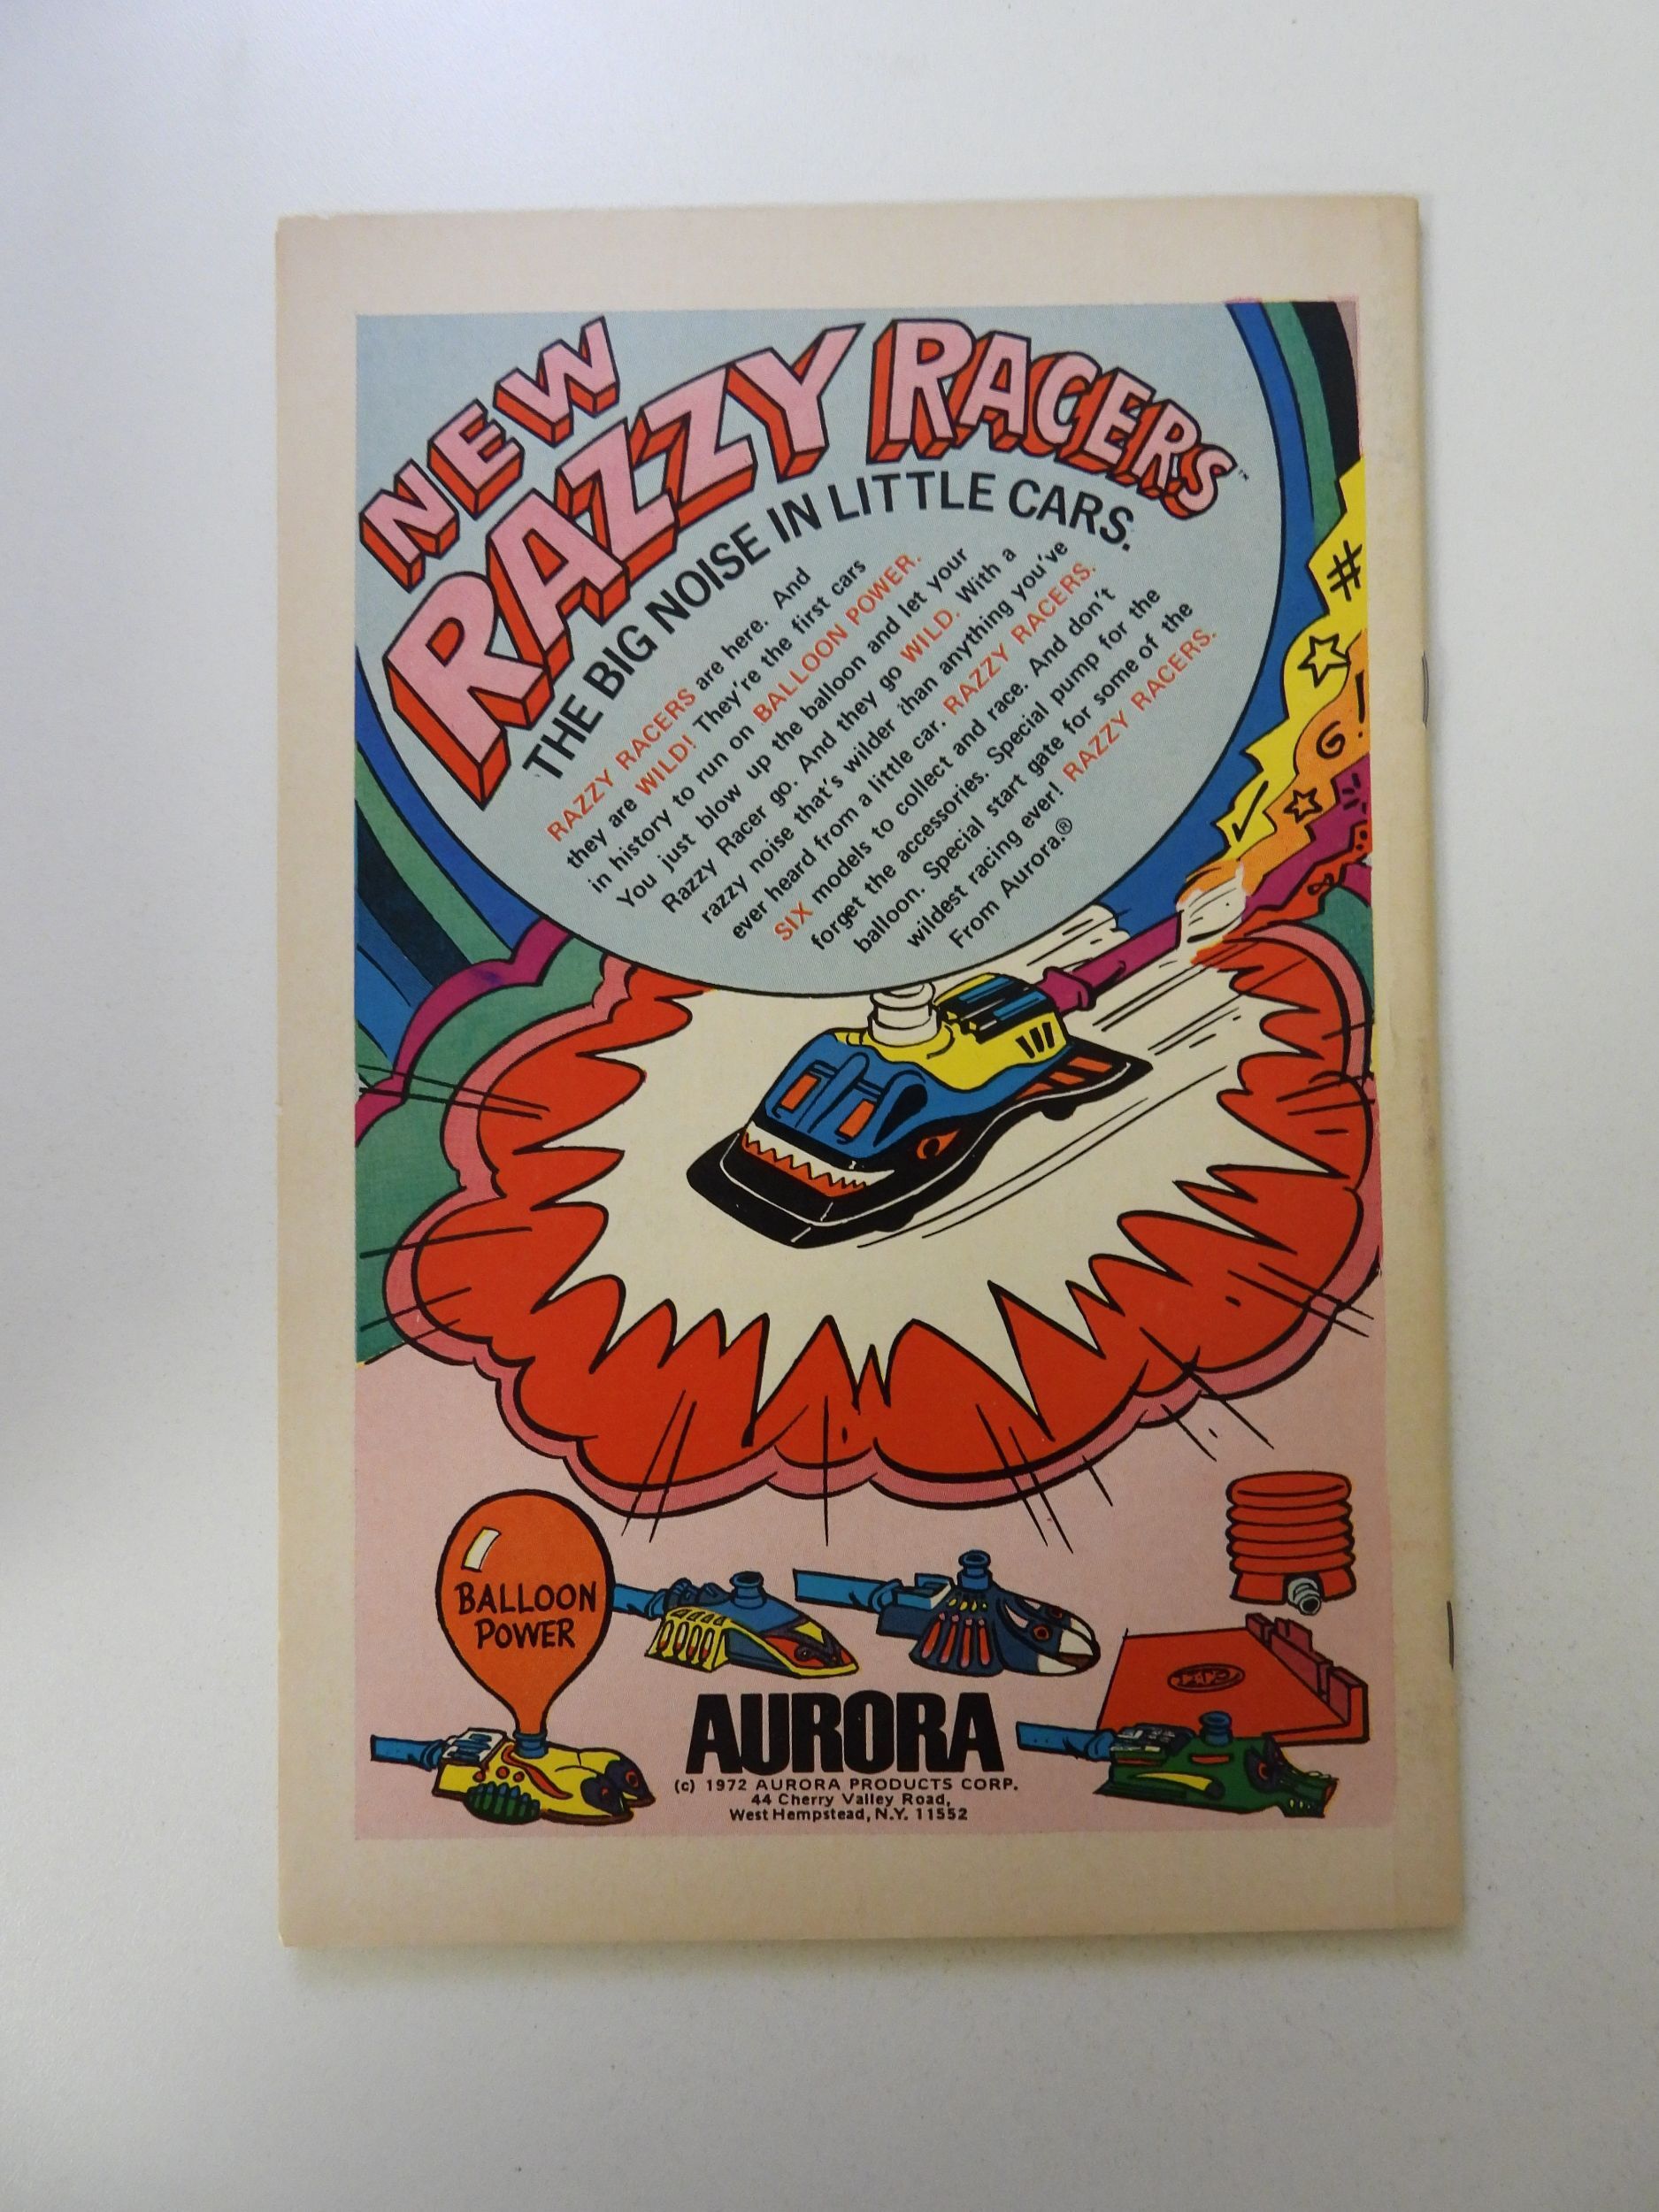 NEW
RAZZY RACERS™
THE BIG NOISE IN LITTLE CARS.
RAZZY RACERS are here. And
they are WILD! They're the first cars
in history to run on BALLOON POWER.
You just blow up the balloon and let your
Razzy Racer go. And they go WILD. With a
razzy noise that's wilder than anything you've
ever heard from a little car. RAZZY RACERS.
SIX models to collect and race. And don't
forget the accessories. Special pump for the
balloon. Special start gate for some of the
wildest racing ever! RAZZY RACERS.
From Aurora.®
#
G!
BALLOON
POWER
AURORA
(c) 1972 AURORA PRODUCTS CORP.
44 Cherry Valley Road,
West Hempstead, N.Y. 11552